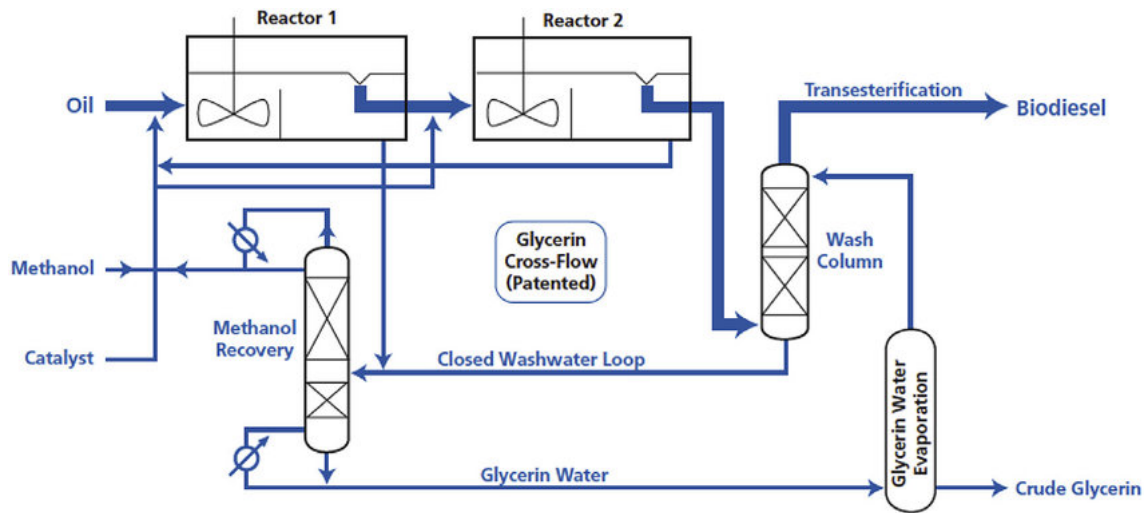 Reactor 1
Reactor 2
Oil
Transesterification
Biodiesel
Glycerin
Cross-Flow
(Patented)
Wash
Column
Methanol
Methanol
Recovery
Catalyst
Closed Washwater Loop
Glycerin Water
Evaporation
Glycerin Water
Crude Glycerin